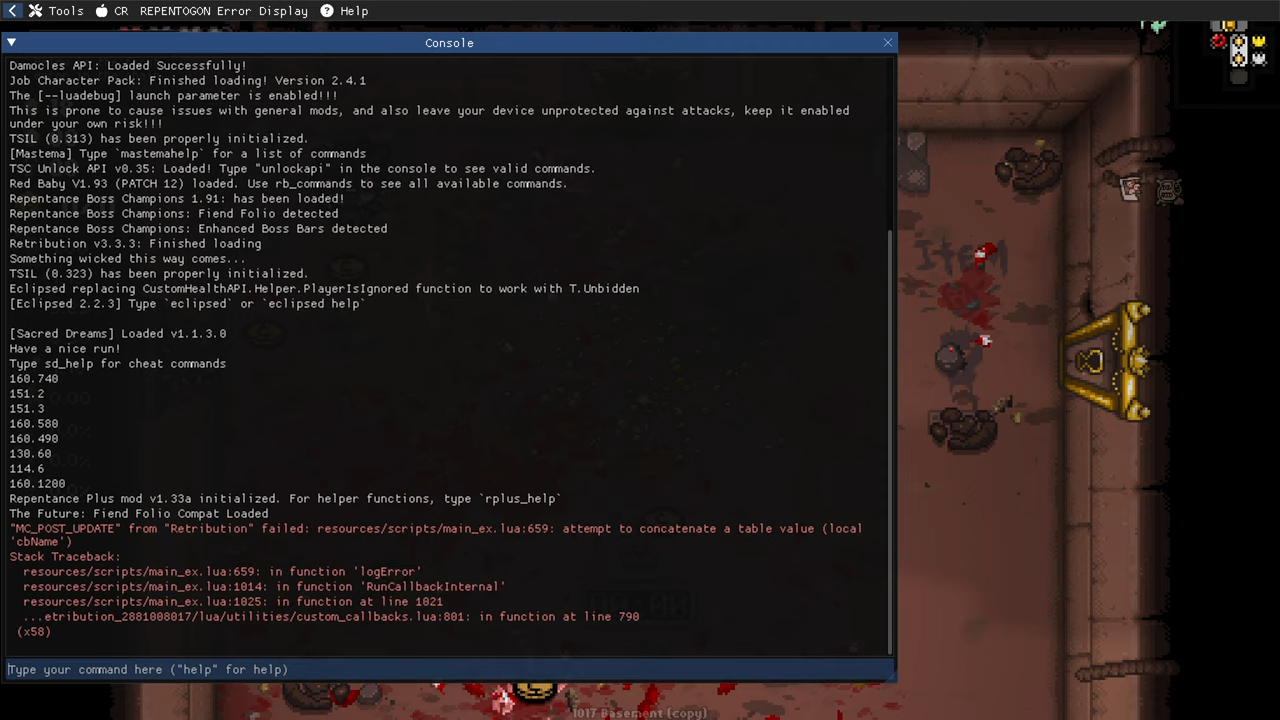 Tools CR REPENTOGON Error Display Help
Console
Damocles API: Loaded Successfully!
Job Character Pack: Finished loading! Version 2.4.1
The [--luadebug] launch parameter is enabled!!!
This is prone to cause issues with general mods, and also leave your device unprotected against attacks, keep it enabled
under your own risk!!!
TSIL (0.313) has been properly initialized.
[Mastema] Type `mastemahelp` for a list of commands
TSC Unlock API v0.35: Loaded! Type "unlockapi" in the console to see valid commands.
Red Baby V1.93 (PATCH 12) loaded. Use rb_commands to see all available commands.
Repentance Boss Champions 1.91: has been loaded!
Repentance Boss Champions: Fiend Folio detected
Repentance Boss Champions: Enhanced Boss Bars detected
Retribution v3.3.3: Finished loading
Something wicked this way comes...
TSIL (0.323) has been properly initialized.
Eclipsed replacing CustomHealthAPI.Helper.PlayerIsIgnored function to work with T.Unbidden
[Eclipsed 2.2.3] Type `eclipsed` or `eclipsed help`
[Sacred Dreams] Loaded v1.1.3.0
Have a nice run!
Type sd_help for cheat commands
160.740
151.2
151.3
160.580
160.490
130.60
114.6
160.1200
Repentance Plus mod v1.33a initialized. For helper functions, type `rplus_help`
The Future: Fiend Folio Compat Loaded
"MC_POST_UPDATE" from "Retribution" failed: resources/scripts/main_ex.lua:659: attempt to concatenate a table value (local
'cbName')
Stack Traceback:
resources/scripts/main_ex.lua:659: in function 'logError'
resources/scripts/main_ex.lua:1014: in function 'RunCallbackInternal'
resources/scripts/main_ex.lua:1025: in function at line 1021
...etribution_2881008017/lua/utilities/custom_callbacks.lua:801: in function at line 790
(x58)
Type your command here ("help" for help)
Item
1017 Basement (copy)